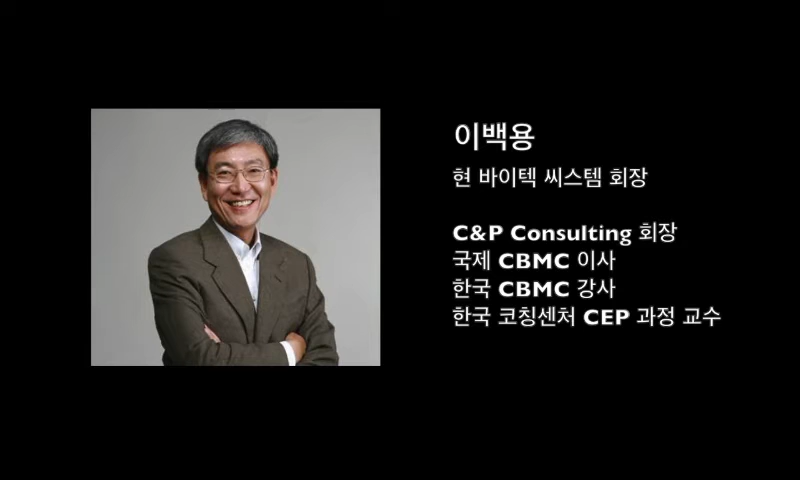 이백용
현 바이텍 씨스템 회장
C&P Consulting 회장
국제 CBMC 이사
한국 CBMC 강사
한국 코칭센처 CEP 과정 교수